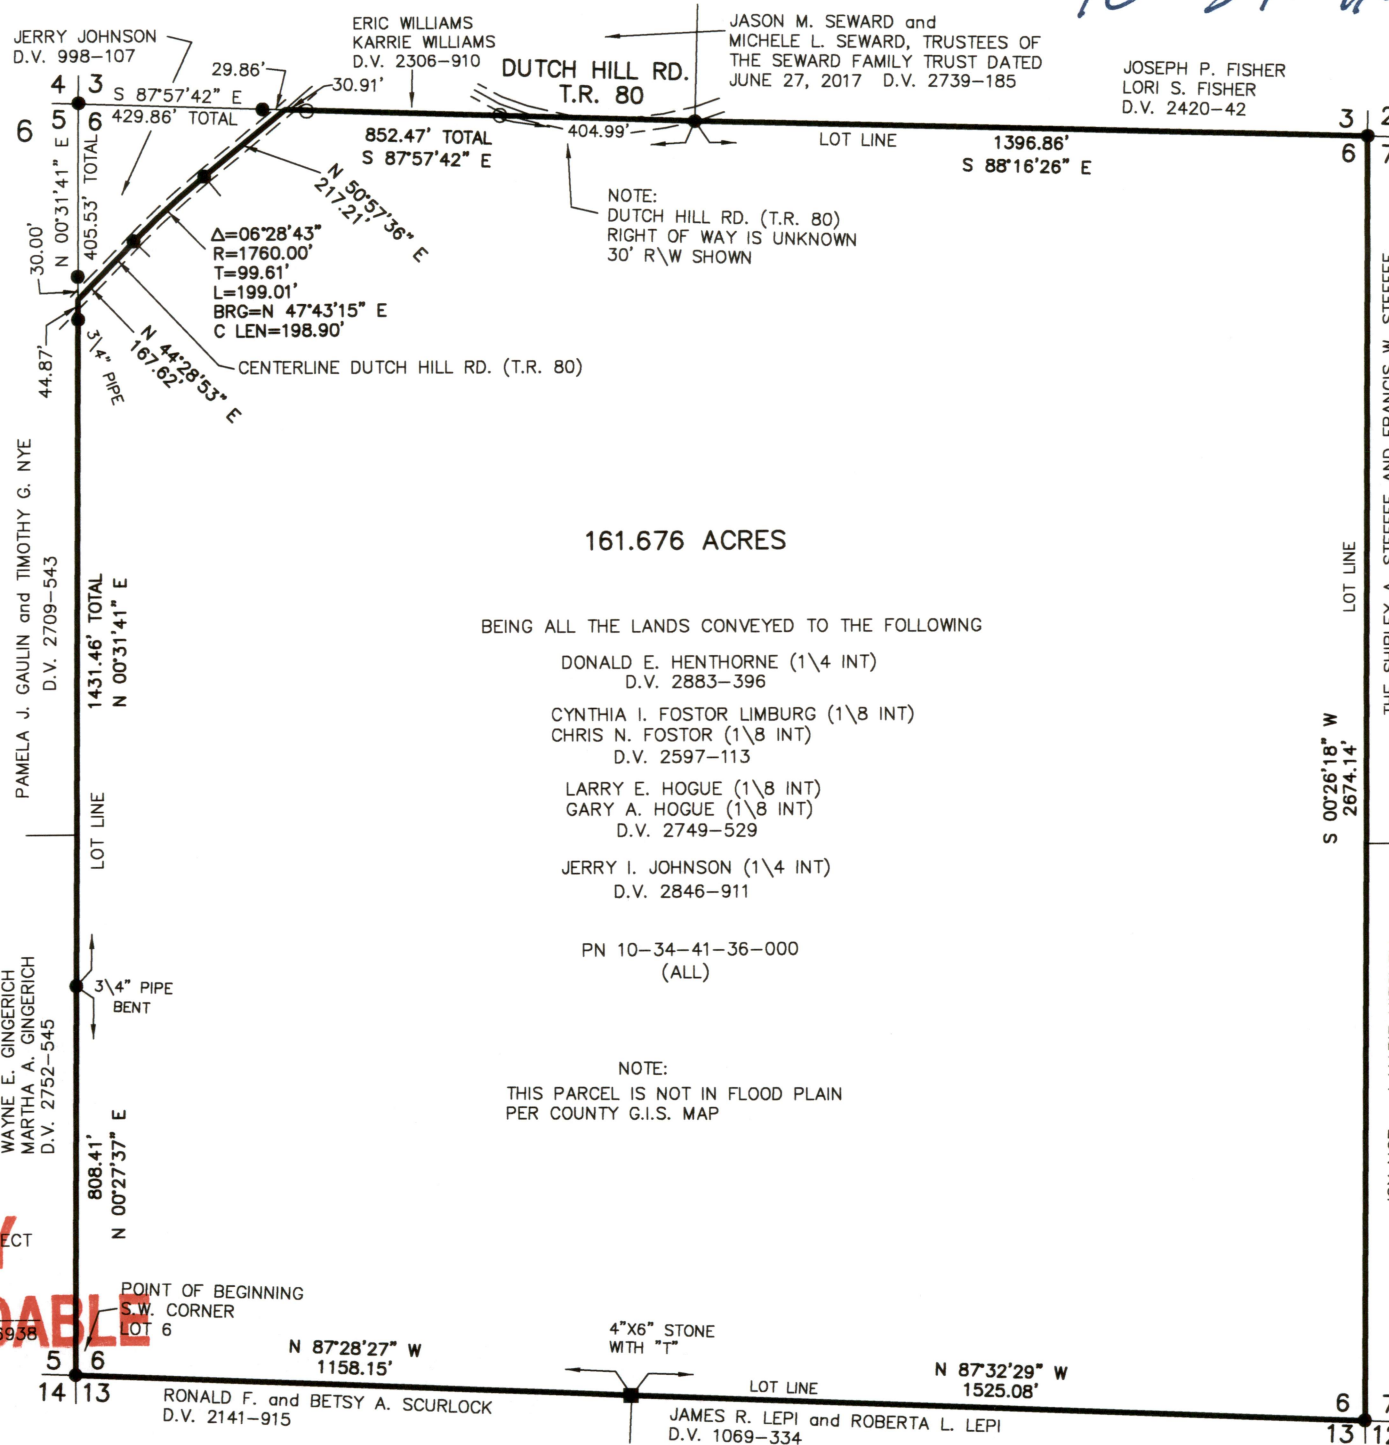 10 21
JERRY JOHNSON
D.V. 998-107
ERIC WILLIAMS
KARRIE WILLIAMS
D.V. 2306-910
DUTCH HILL RD.
T.R. 80
JASON M. SEWARD and
MICHELE L. SEWARD, TRUSTEES OF
THE SEWARD FAMILY TRUST DATED
JUNE 27, 2017 D.V. 2739-185
JOSEPH P. FISHER
LORI S. FISHER
D.V. 2420-42
4 3
5 6
6
S 87°57'42" E
429.86' TOTAL
29.86'
30.91'
852.47' TOTAL
S 87°57'42" E
404.99'
LOT LINE
1396.86'
S 88°16'26" E
3 2
6 7
N 00°31'41" E
405.53' TOTAL
30.00'
44.87'
N 50°57'36" E
217.21'
Δ=06°28'43"
R=1760.00'
T=99.61'
L=199.01'
BRG=N 47°43'15" E
C LEN=198.90'
NOTE:
DUTCH HILL RD. (T.R. 80)
RIGHT OF WAY IS UNKNOWN
30' R\W SHOWN
3\4" PIPE
N 44°28'53" E
167.62'
CENTERLINE DUTCH HILL RD. (T.R. 80)
PAMELA J. GAULIN and TIMOTHY G. NYE
D.V. 2709-543
1431.46' TOTAL
N 00°31'41" E
LOT LINE
161.676 ACRES
BEING ALL THE LANDS CONVEYED TO THE FOLLOWING
DONALD E. HENTHORNE (1\4 INT)
D.V. 2883-396
CYNTHIA I. FOSTOR LIMBURG (1\8 INT)
CHRIS N. FOSTOR (1\8 INT)
D.V. 2597-113
LARRY E. HOGUE (1\8 INT)
GARY A. HOGUE (1\8 INT)
D.V. 2749-529
JERRY I. JOHNSON (1\4 INT)
D.V. 2846-911
PN 10-34-41-36-000
(ALL)
NOTE:
THIS PARCEL IS NOT IN FLOOD PLAIN
PER COUNTY G.I.S. MAP
THE SHIRLEY A. STEFFEE AND FRANCIS W. STEFFEE
LOT LINE
S 00°26'18" W
2674.14'
3\4" PIPE
BENT
WAYNE E. GINGERICH
MARTHA A. GINGERICH
D.V. 2752-545
808.41'
N 00°27'37" E
Y
ECT
DABLE
6938
POINT OF BEGINNING
S.W. CORNER
LOT 6
5 6
14 13
N 87°28'27" W
1158.15'
4"X6" STONE
WITH "T"
LOT LINE
N 87°32'29" W
1525.08'
6 7
13 12
RONALD F. and BETSY A. SCURLOCK
D.V. 2141-915
JAMES R. LEPI and ROBERTA L. LEPI
D.V. 1069-334